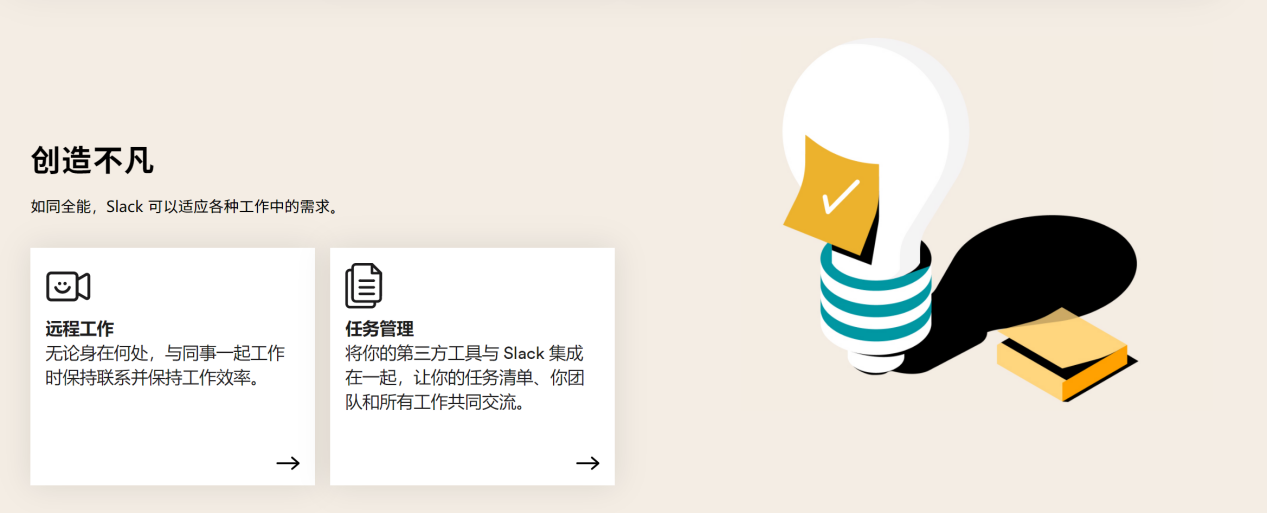 创造不凡
如同全能，Slack 可以适应各种工作中的需求。
远程工作
无论身在何处，与同事一起工作
时保持联系并保持工作效率。
任务管理
将你的第三方工具与 Slack 集成
在一起，让你的任务清单、你团
队和所有工作共同交流。